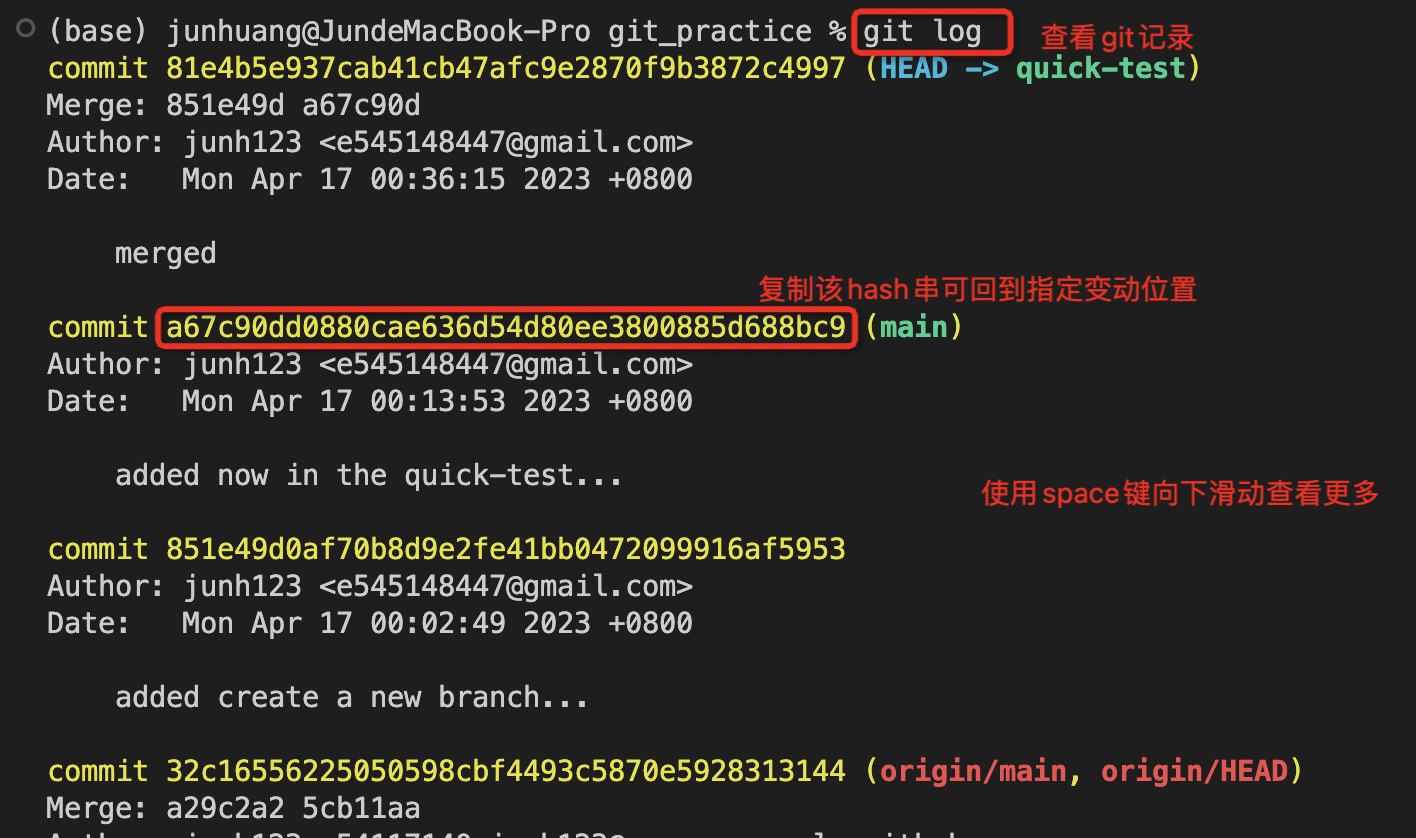 (base) junhuang@JundeMacBook-Pro git_practice % git log 查看git记录
commit 81e4b5e937cab41cb47afc9e2870f9b3872c4997 (HEAD -> quick-test)
Merge: 851e49d a67c90d
Author: junh123 <e545148447@gmail.com>
Date:   Mon Apr 17 00:36:15 2023 +0800
merged
复制该hash串可回到指定变动位置
commit a67c90dd0880cae636d54d80ee3800885d688bc9 (main)
Author: junh123 <e545148447@gmail.com>
Date:   Mon Apr 17 00:13:53 2023 +0800
added now in the quick-test...
使用space键向下滑动查看更多
commit 851e49d0af70b8d9e2fe41bb0472099916af5953
Author: junh123 <e545148447@gmail.com>
Date:   Mon Apr 17 00:02:49 2023 +0800
added create a new branch...
commit 32c16556225050598cbf4493c5870e5928313144 (origin/main, origin/HEAD)
Merge: a29c2a2 5cb11aa